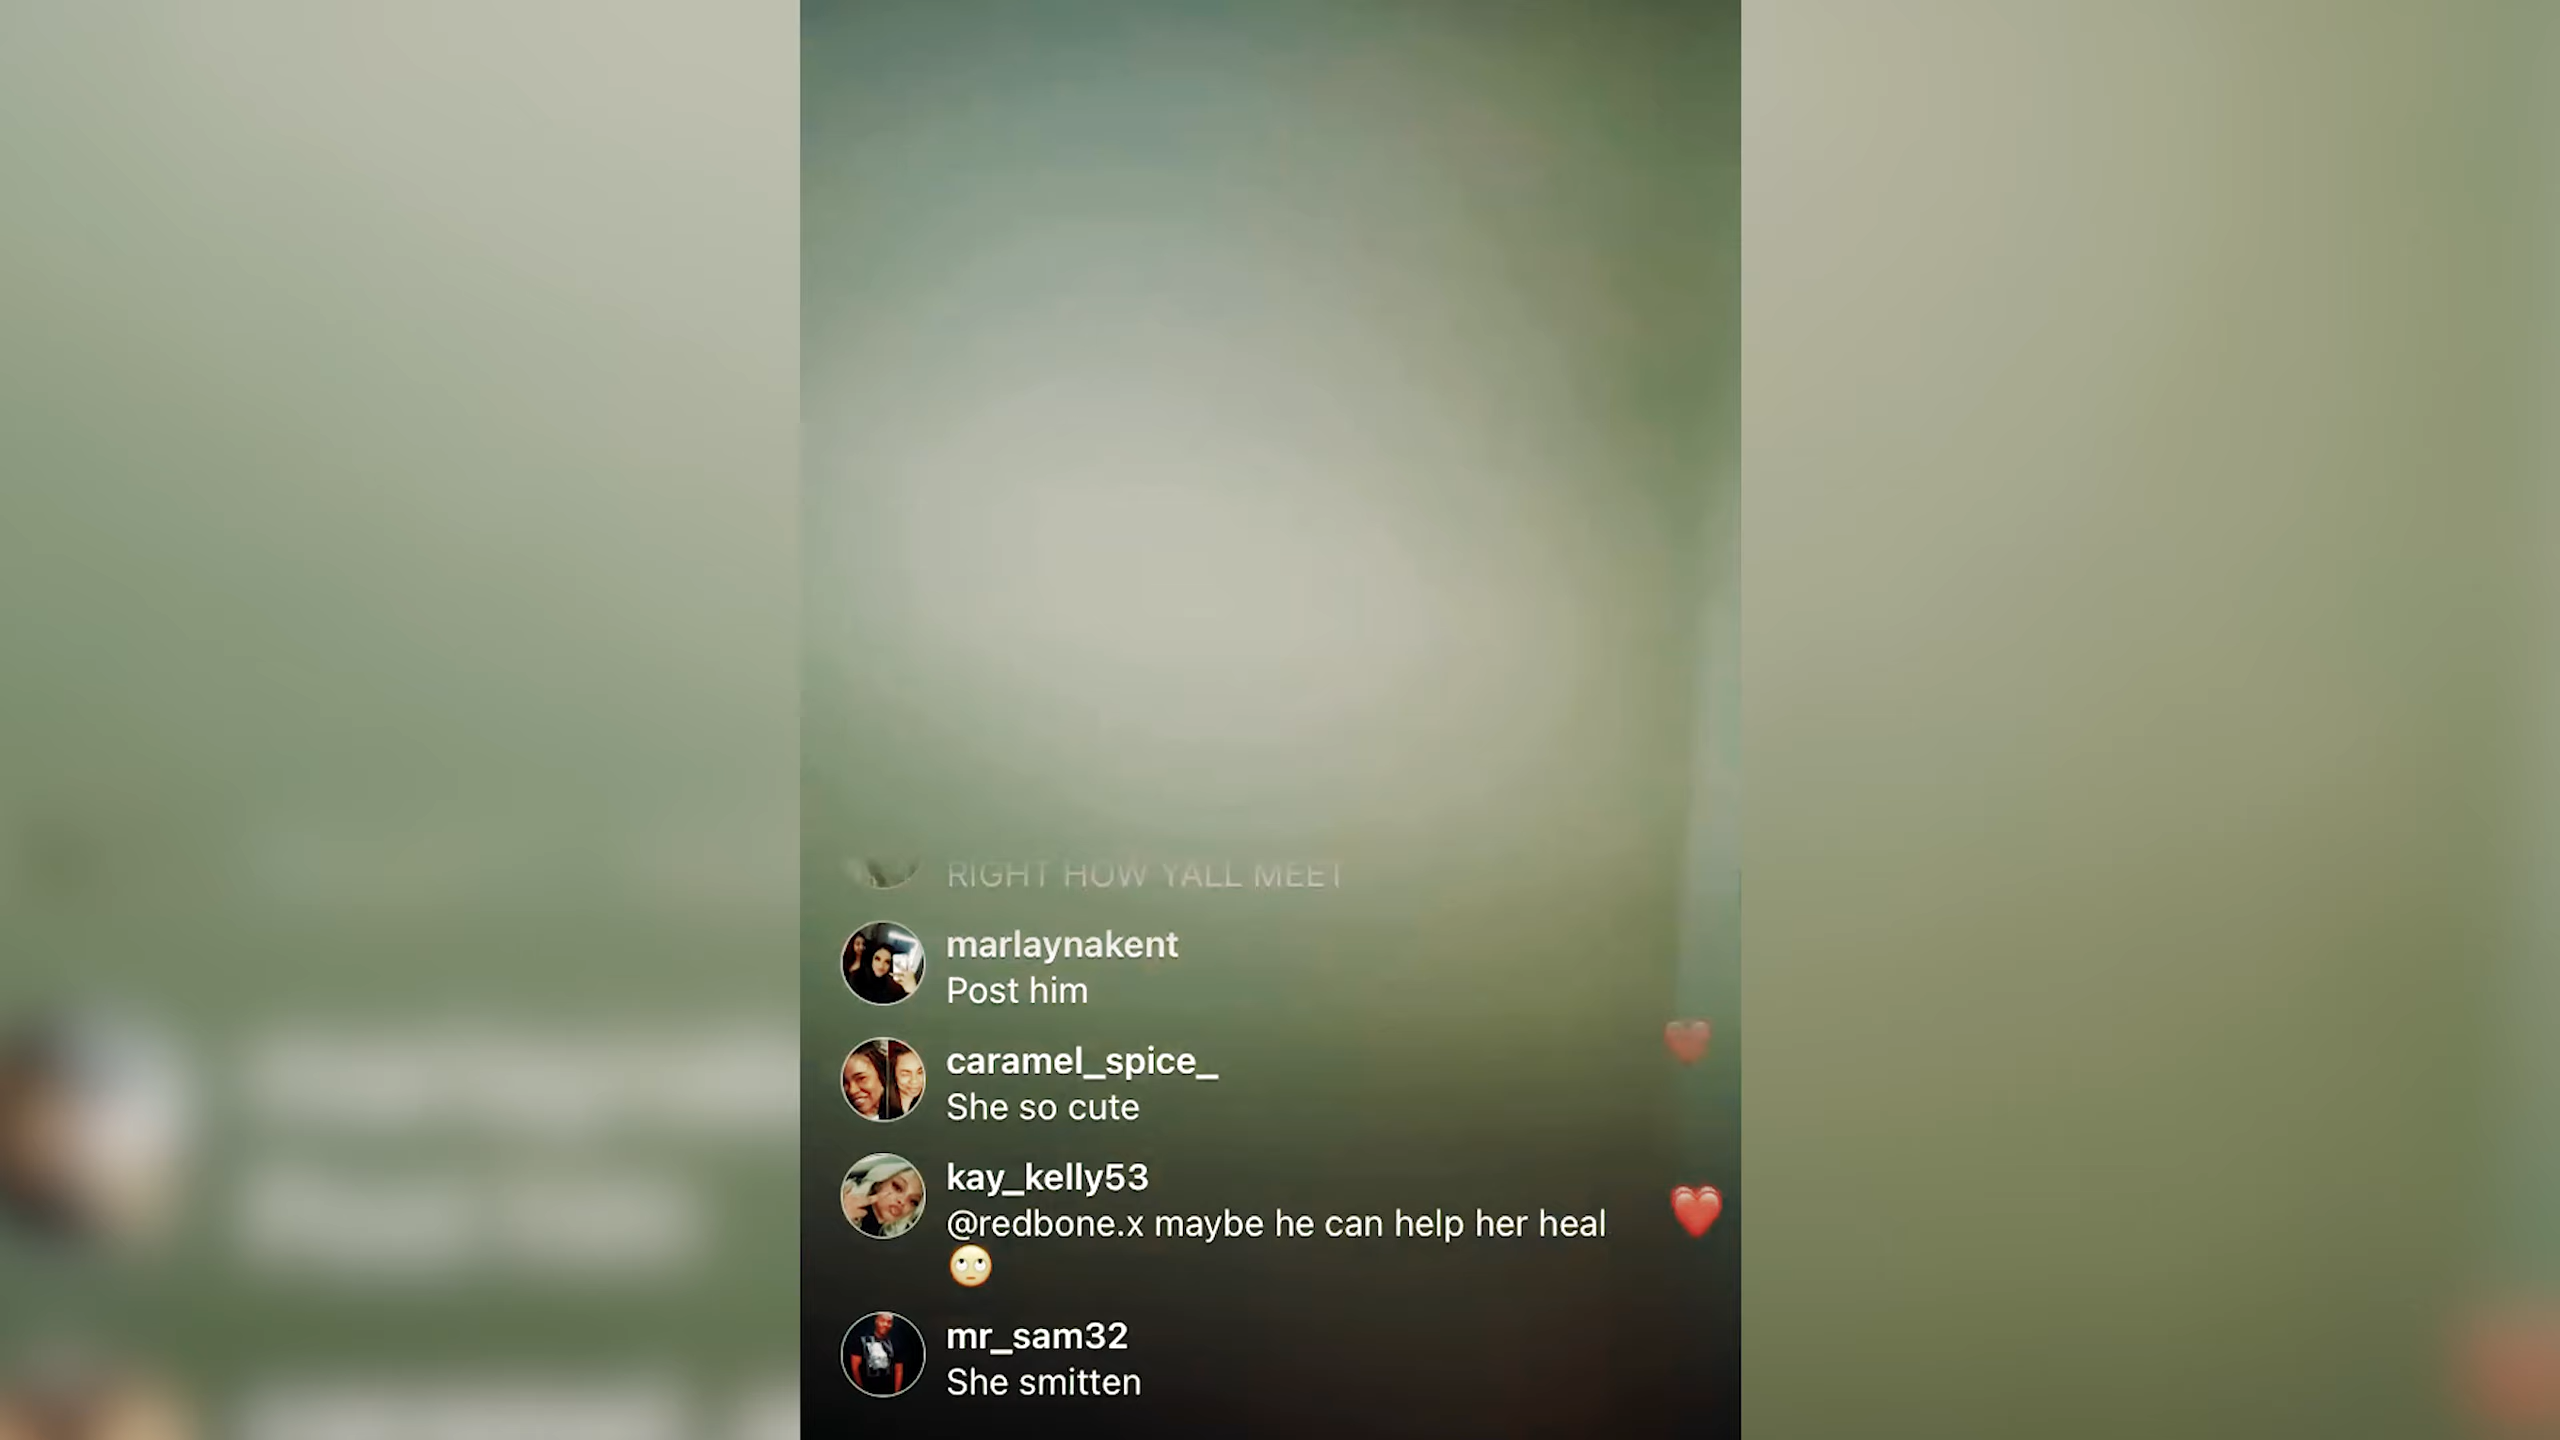 RIGHT HOW YALL MEET
marlaynakent
Post him
caramel_spice_
She so cute
kay_kelly53
@redbone.x maybe he can help her heal
🙄
mr_sam32
She smitten